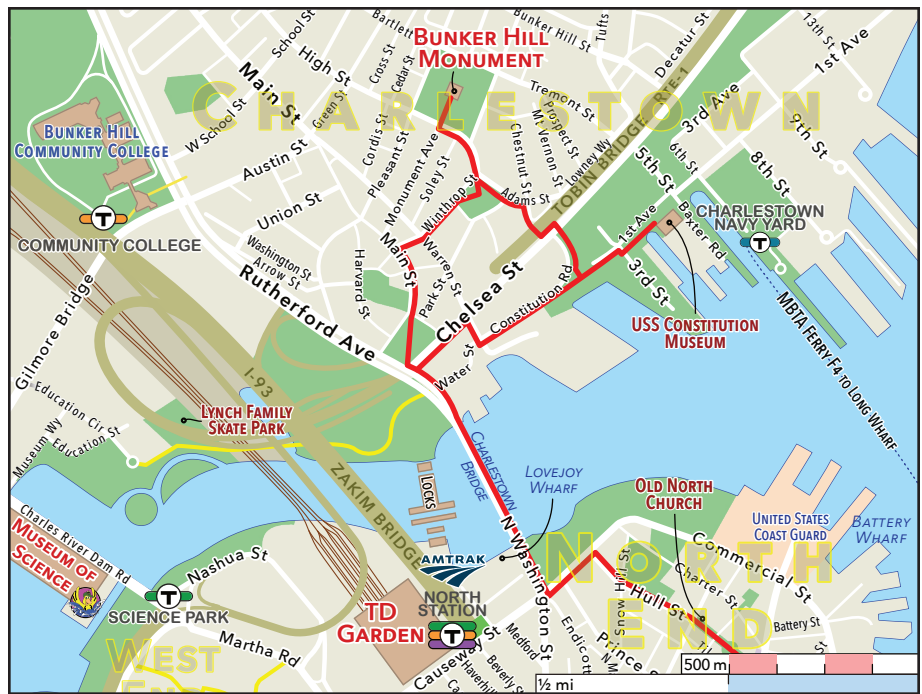 School St
Bartlett
Bunker Hill St
Tufts
13th St
1st Ave
High St
Cross St
Cedar St
Bunker Hill
Monument
Decatur St
Main St
Green St
Tremont St
3rd Ave
9th St
Charlestown
Bunker Hill
Community College
W School St
Cordis St
Pleasant St
Monument Ave
Soley St
Chestnut St
Mt Vernon St
Prospect St
Lowney Wy
Tobin Bridge, RTE-1
5th St
6th St
8th St
Austin St
Winthrop St
Adams St
1st Ave
Baxter Rd
Charlestown
Navy Yard
T
T
Community College
Union St
Washington St
Arrow St
Harvard St
Main St
Warren St
Park St
Chelsea St
Constitution Rd
3rd St
USS Constitution
Museum
MBTA Ferry-F4 to Long Wharf
Gilmore Bridge
Rutherford Ave
Water St
I-93
Lynch Family
Skate Park
Education Cir
Education St
Museum Wy
Zakim Bridge
Locks
Charlestown
Bridge
Lovejoy
Wharf
Old North
Church
United States
Coast Guard
Battery
Wharf
Charles River Dam Rd
Museum of
Science
Nashua St
T
Science Park
Amtrak
North
Station
T
TD
Garden
N Washington St
North
End
Snow Hill St
Hull St
Charter St
Commercial St
Battery St
West
End
Martha Rd
Causeway St
Medford
Beverly St
Haverhill
Endicott
N M
Prince S
Til
St
Ca
500 m
½ mi